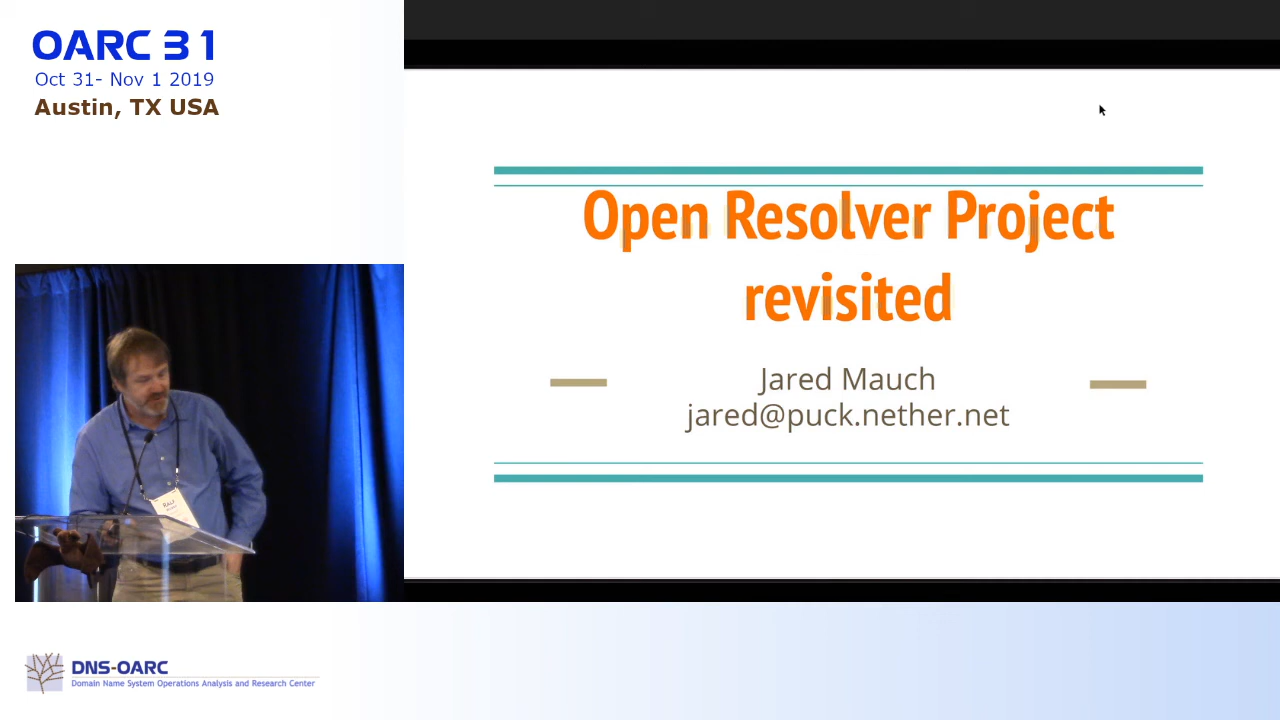 OARC 31
Oct 31- Nov 1 2019
Austin, TX USA
Open Resolver Project
revisited
Jared Mauch
jared@puck.nether.net
RALF
DNS-OARC
Domain Name System Operations Analysis and Research Center